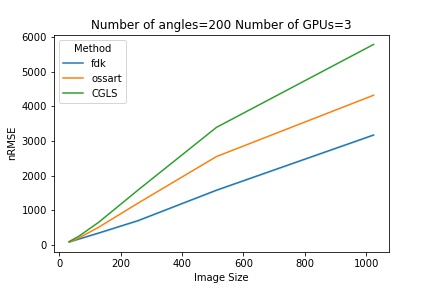 Number of angles=200 Number of GPUs=3
6000
5000
4000
3000
2000
1000
0
nRMSE
Method
fdk
ossart
CGLS
0 200 400 600 800 1000
Image Size